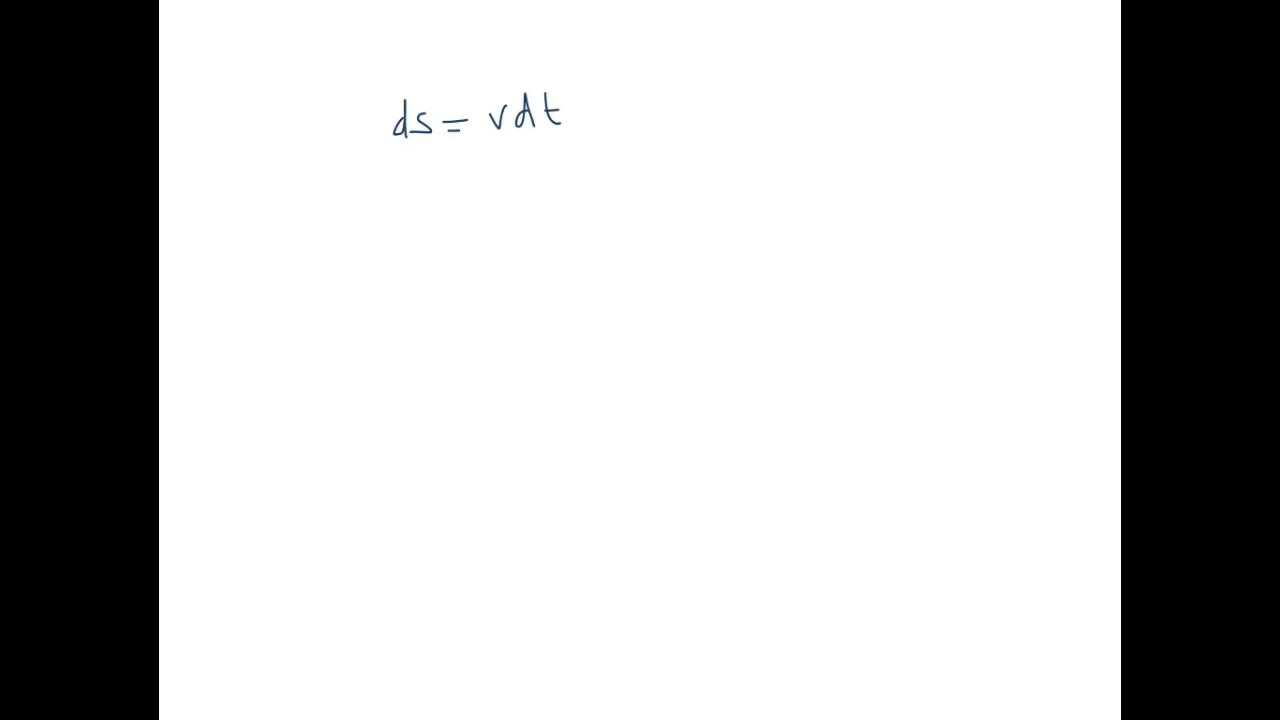 ds = vdt